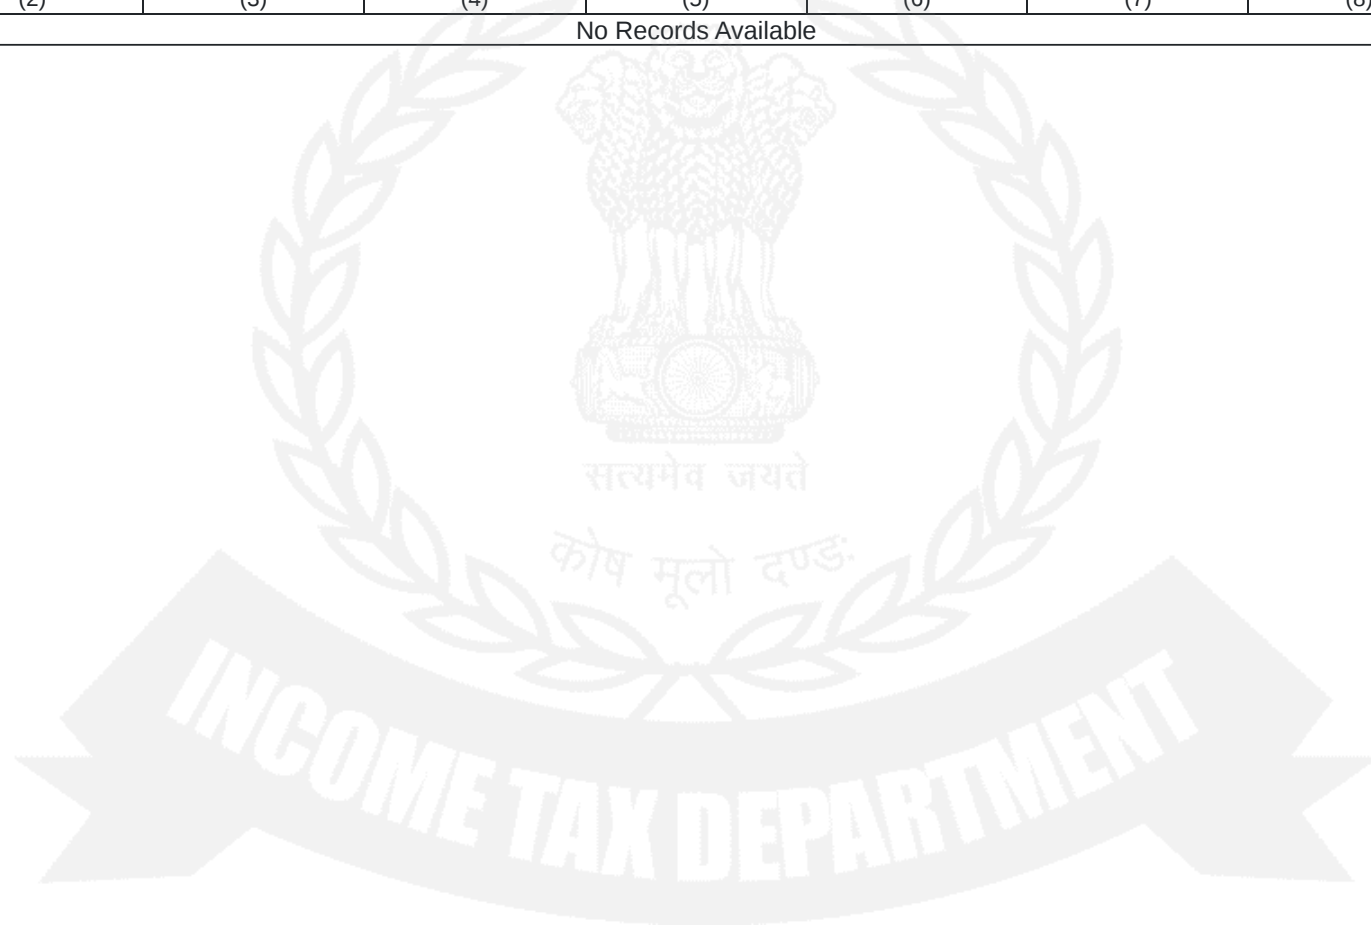 (2) (3) (4) (5) (6) (7) (8)
No Records Available
सत्यमेव जयते
कोष मूलो दण्डः
INCOME TAX DEPARTMENT